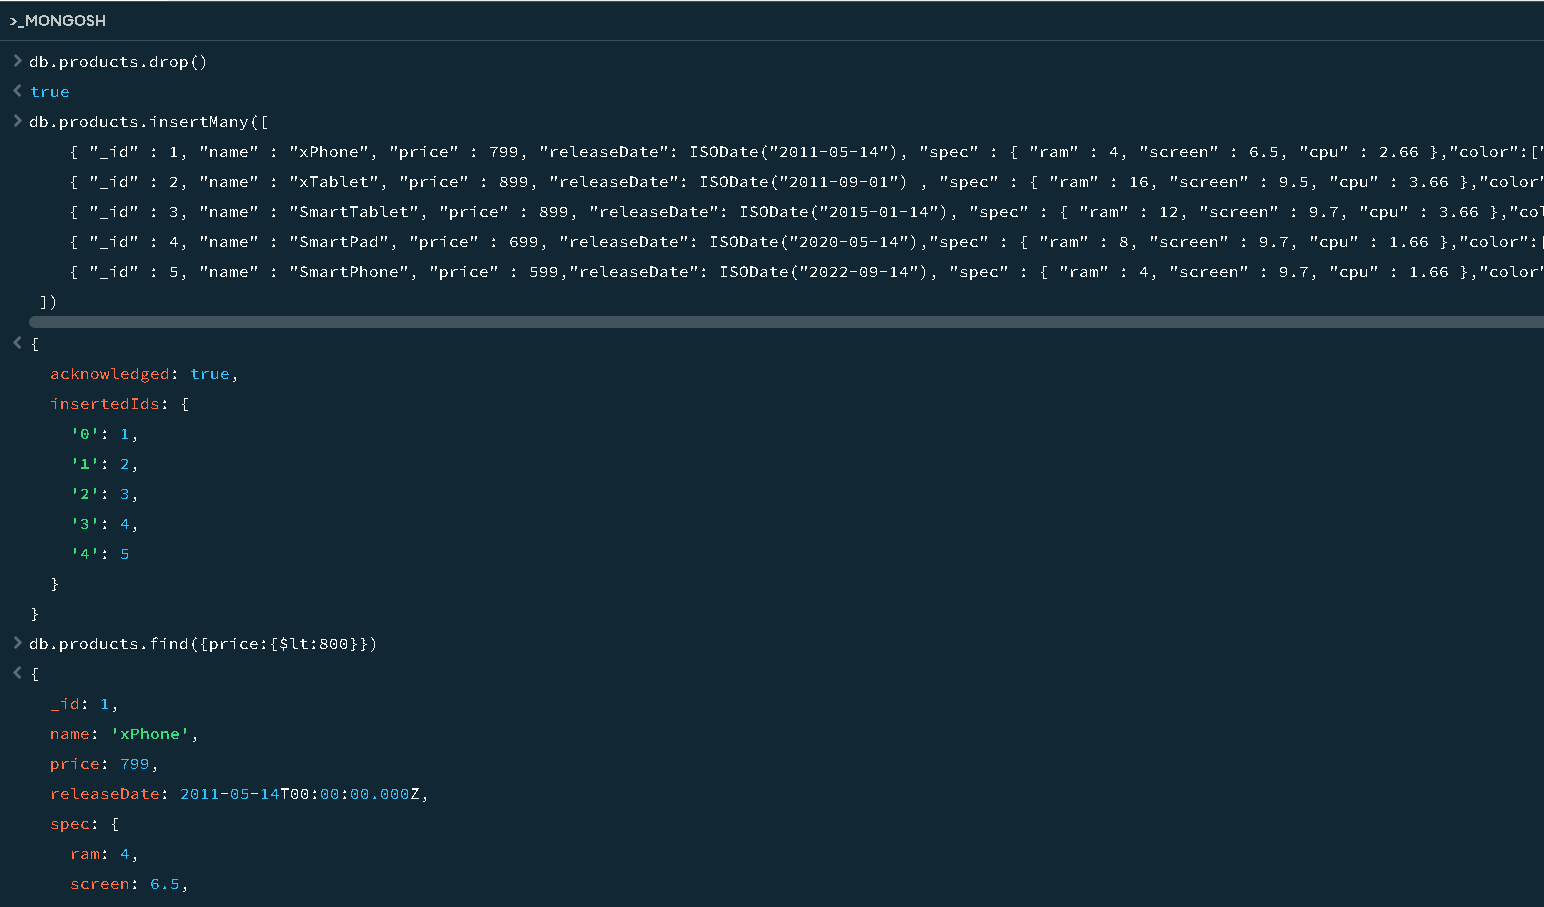 >_MONGOSH
> db.products.drop()
< true
> db.products.insertMany([
{ "_id" : 1, "name" : "xPhone", "price" : 799, "releaseDate": ISODate("2011-05-14"), "spec" : { "ram" : 4, "screen" : 6.5, "cpu" : 2.66 },"color":["
{ "_id" : 2, "name" : "xTablet", "price" : 899, "releaseDate": ISODate("2011-09-01") , "spec" : { "ram" : 16, "screen" : 9.5, "cpu" : 3.66 },"color"
{ "_id" : 3, "name" : "SmartTablet", "price" : 899, "releaseDate": ISODate("2015-01-14"), "spec" : { "ram" : 12, "screen" : 9.7, "cpu" : 3.66 },"col
{ "_id" : 4, "name" : "SmartPad", "price" : 699, "releaseDate": ISODate("2020-05-14"),"spec" : { "ram" : 8, "screen" : 9.7, "cpu" : 1.66 },"color":[
{ "_id" : 5, "name" : "SmartPhone", "price" : 599,"releaseDate": ISODate("2022-09-14"), "spec" : { "ram" : 4, "screen" : 9.7, "cpu" : 1.66 },"color"
])
< {
acknowledged: true,
insertedIds: {
'0': 1,
'1': 2,
'2': 3,
'3': 4,
'4': 5
}
}
> db.products.find({price:{$lt:800}})
< {
_id: 1,
name: 'xPhone',
price: 799,
releaseDate: 2011-05-14T00:00:00.000Z,
spec: {
ram: 4,
screen: 6.5,